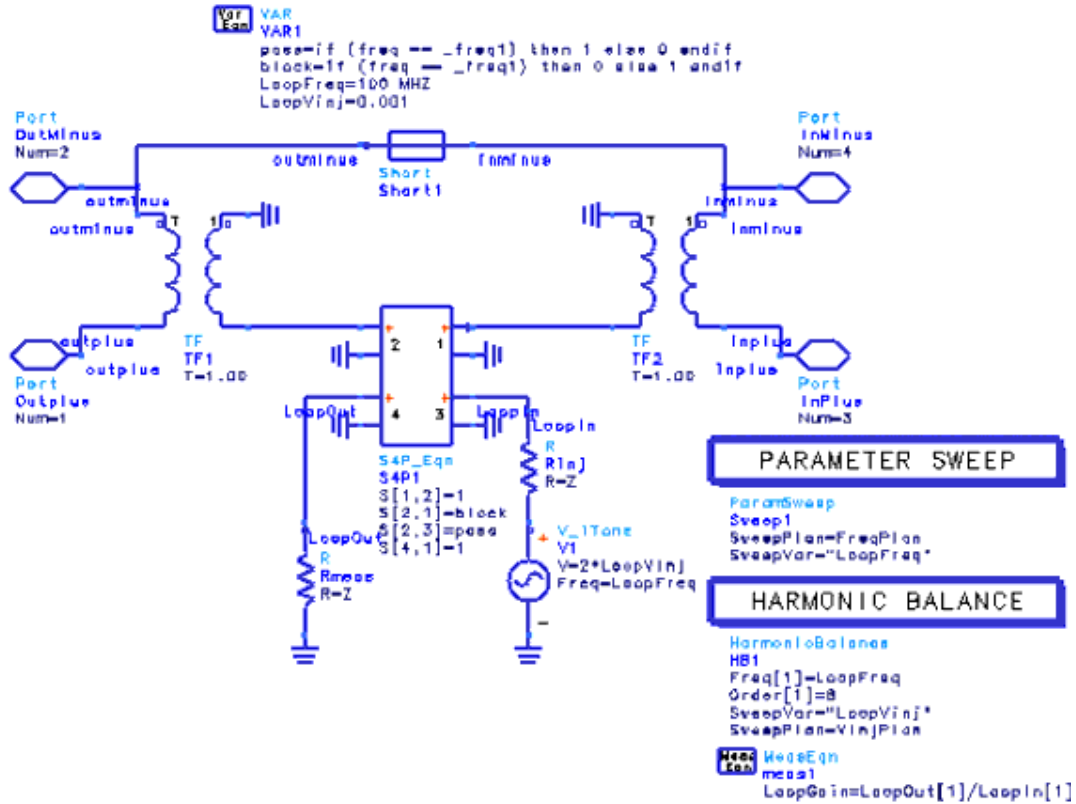 Var
Eqn
VAR
VAR1
pass=if (freq == _freq1) then 1 else 0 endif
block=if (freq == _freq1) then 0 else 1 endif
LoopFreq=100 MHZ
LoopVinj=0.001
Port
OutMinus
Num=2
outminus
inminus
Port
InMinus
Num=4
Short
Short1
outminus
outminus
T
1
T
1
inminus
inminus
outplus
outplus
TF
TF1
T=1.00
2
1
4
3
TF
TF2
T=1.00
inplus
inplus
Port
Outplus
Num=1
Port
InPlus
Num=3
LoopOut
LoopIn
LoopIn
S4P_Eqn
S4P1
S[1,2]=1
S[2,1]=block
S[2,3]=pass
S[4,1]=1
R
RInj
R=Z
LoopOut
R
Rmeas
R=Z
+
V_1Tone
V1
V=2*LoopVinj
Freq=LoopFreq
-
PARAMETER SWEEP
ParamSweep
Sweep1
SweepPlan=FreqPlan
SweepVar="LoopFreq"
HARMONIC BALANCE
HarmonicBalance
HB1
Freq[1]=LoopFreq
Order[1]=8
SweepVar="LoopVinj"
SweepPlan=VinjPlan
Meas
Eqn
MeasEqn
meas1
LoopGain=LoopOut[1]/LoopIn[1]